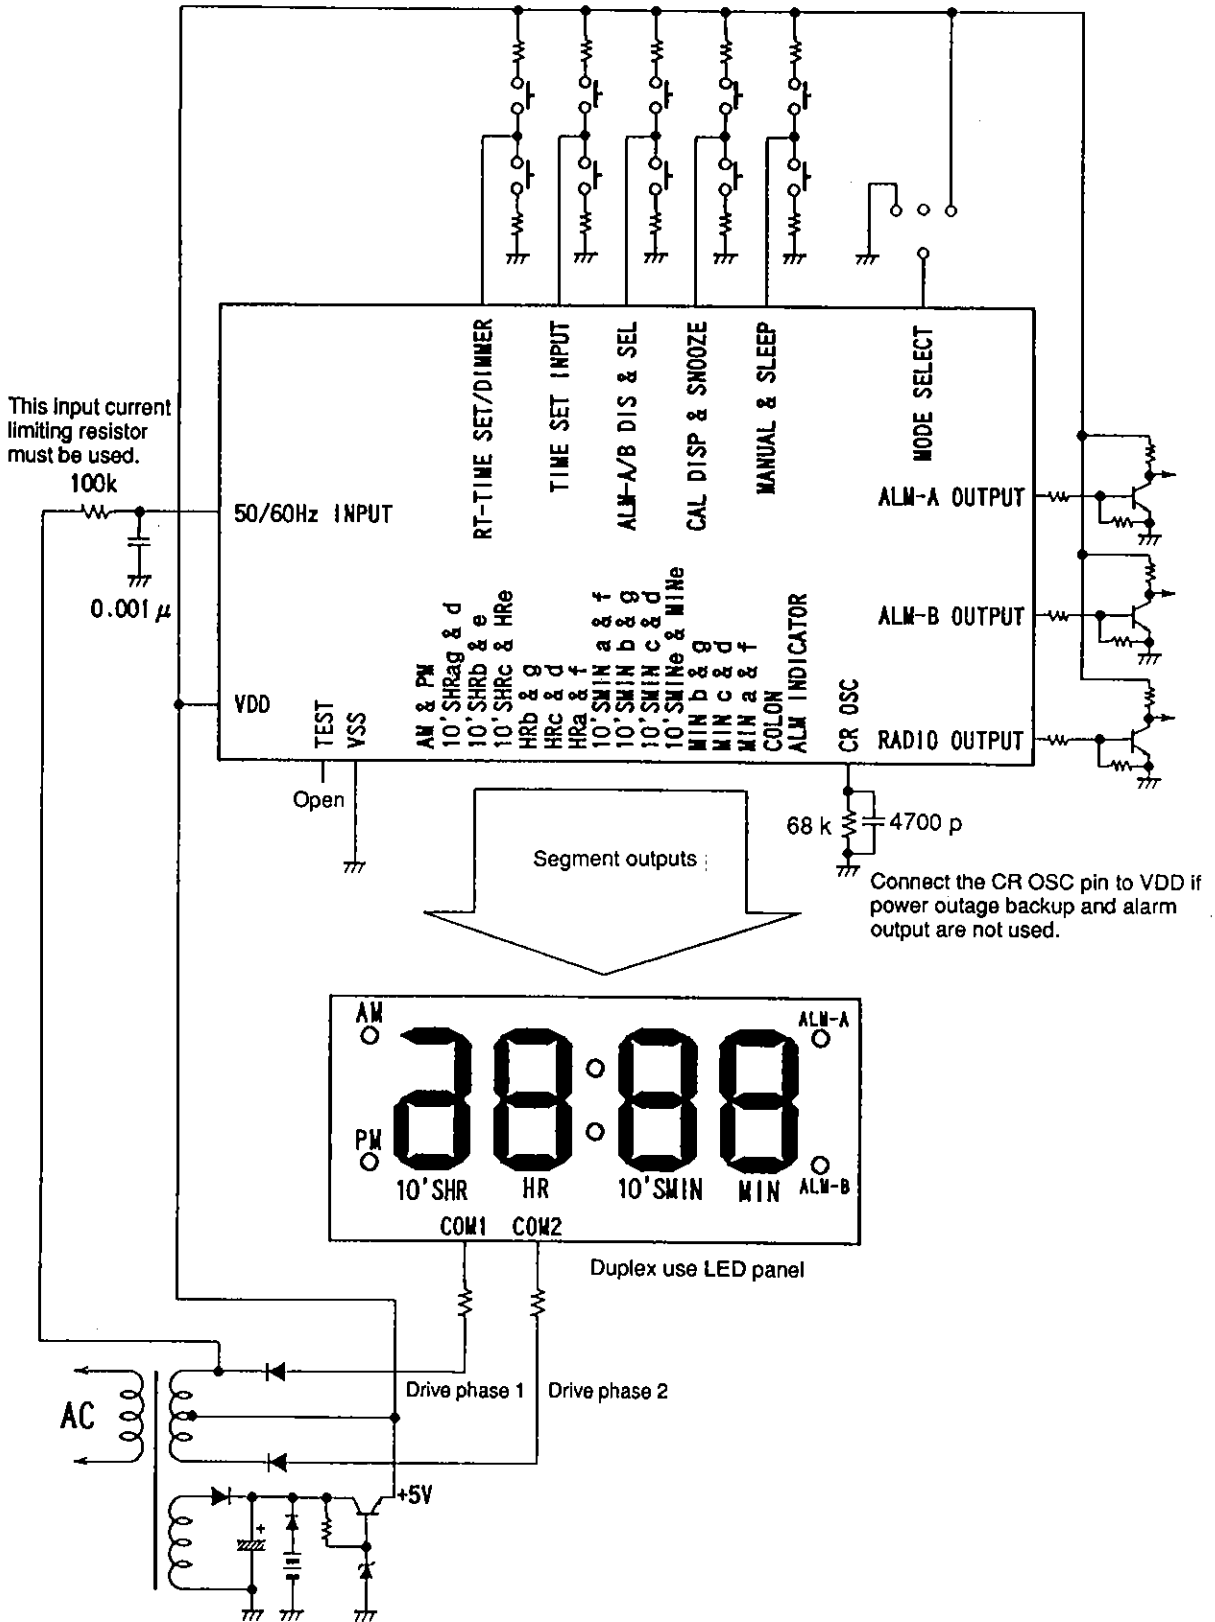 RT-TIME SET/DIMMER
TIME SET INPUT
ALM-A/B DIS & SEL
CAL DISP & SNOOZE
MANUAL & SLEEP
MODE SELECT
This input current
limiting resistor
must be used.
100k
50/60Hz INPUT
0.001 μ
ALM-A OUTPUT
ALM-B OUTPUT
RADIO OUTPUT
VDD
TEST
VSS
AM & PM
10'SHRag & d
10'SHRb & e
10'SHRc & HRe
HRb & g
HRc & d
HRa & f
10'SMIN a & f
10'SMIN b & g
10'SMIN c & d
10'SMINe & MINe
MIN b & g
MIN c & d
MIN a & f
COLON
ALM INDICATOR
CR OSC
Open
68 k
4700 p
Segment outputs
Connect the CR OSC pin to VDD if
power outage backup and alarm
output are not used.
AM
ALM-A
PM
ALM-B
10'SHR
HR
10'SMIN
MIN
COM1
COM2
Duplex use LED panel
Drive phase 1
Drive phase 2
AC
+5V
+